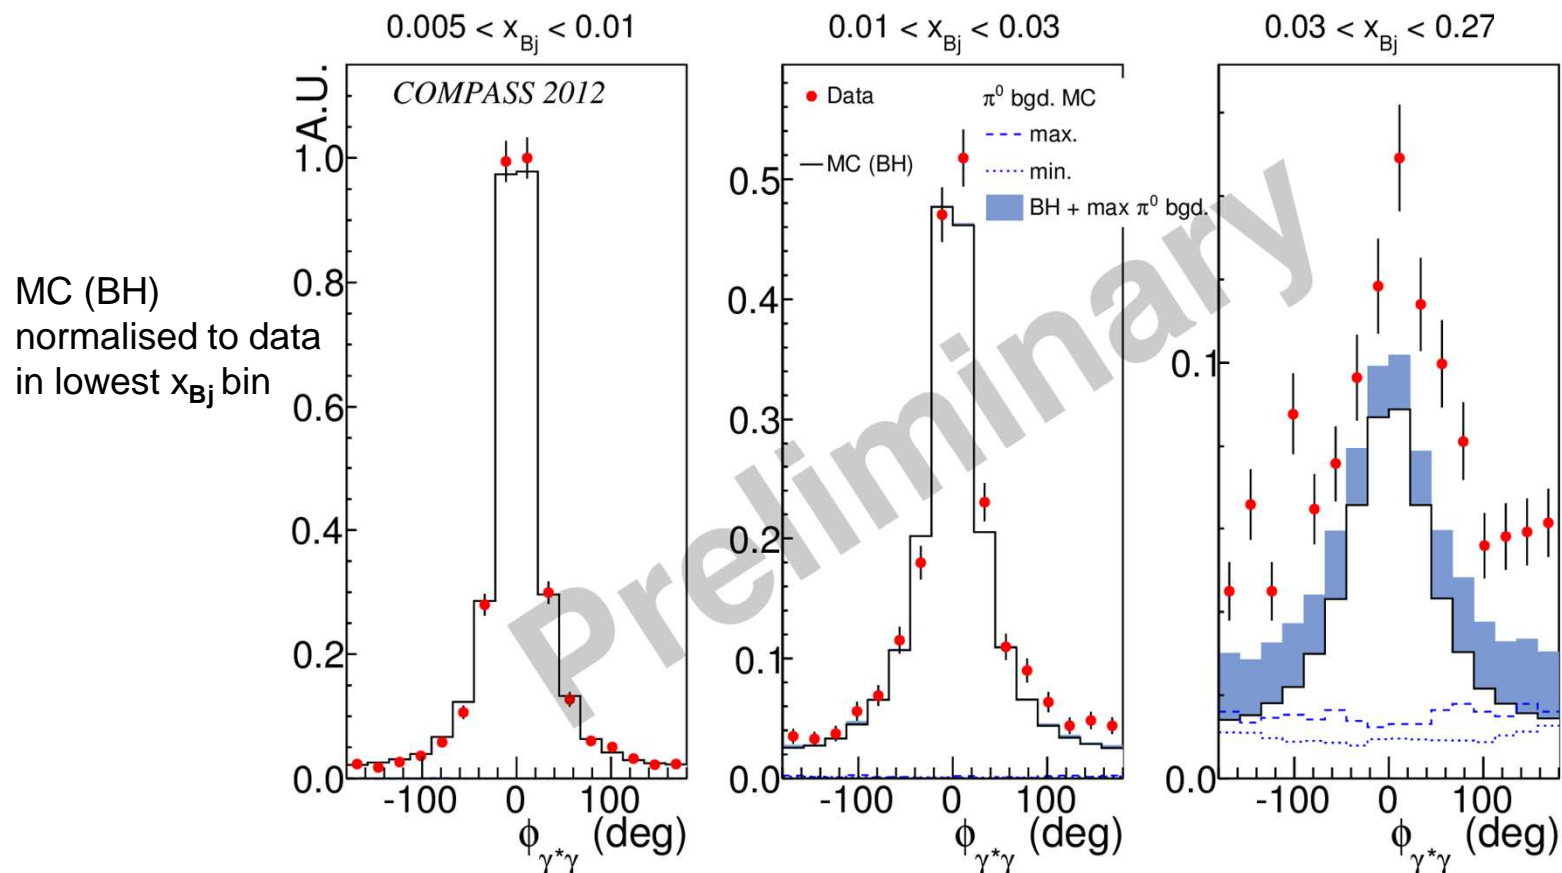 0.005 < x_Bj < 0.01
0.01 < x_Bj < 0.03
0.03 < x_Bj < 0.27
MC (BH)
normalised to data
in lowest x_Bj bin
A.U.
COMPASS 2012
1.0
0.8
0.6
0.4
0.2
0.0
-100 0 100
ϕ_γ*γ (deg)
Data
MC (BH)
π⁰ bgd. MC
max.
min.
BH + max π⁰ bgd.
0.5
0.4
0.3
0.2
0.1
0.0
-100 0 100
ϕ_γ*γ (deg)
0.1
0.0
-100 0 100
ϕ_γ*γ (deg)
Preliminary